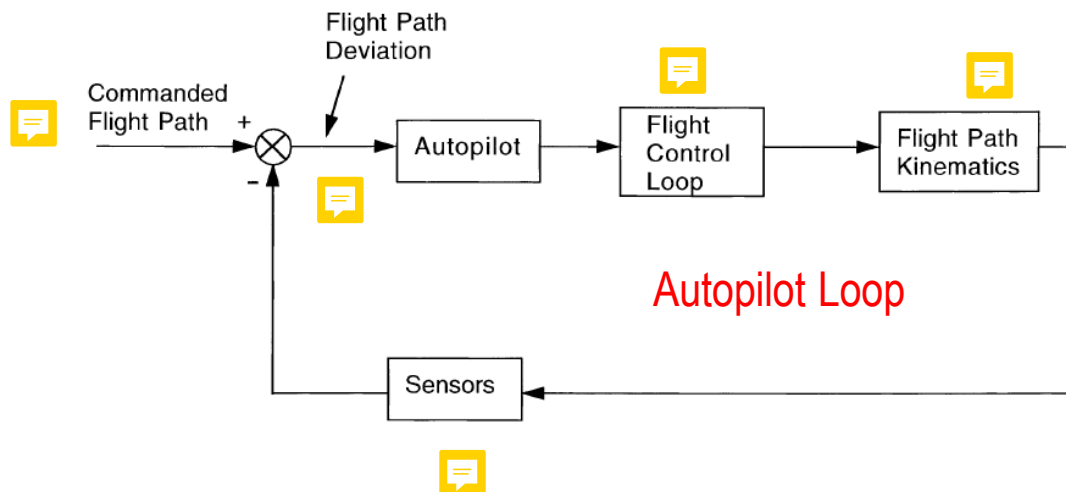 Flight Path
Deviation
Commanded
Flight Path
+
-
Autopilot
Flight
Control
Loop
Flight Path
Kinematics
Autopilot Loop
Sensors